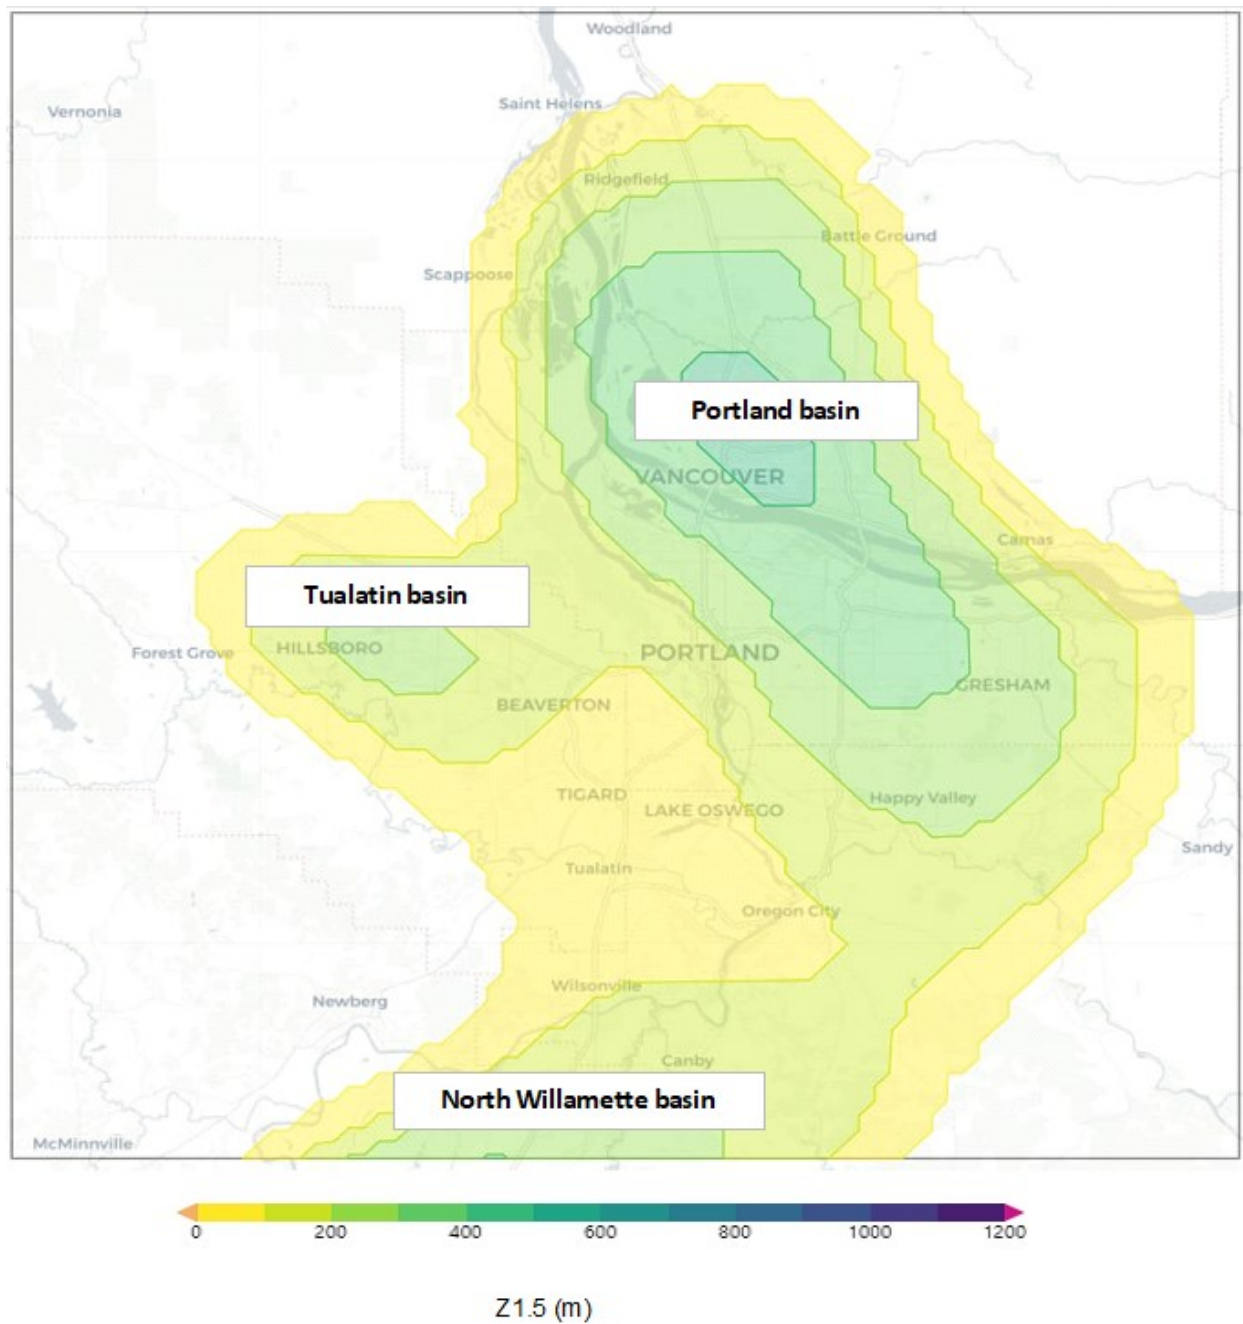 Woodland
Saint Helens
Vernonia
Ridgefield
Battle Ground
Scappoose
Portland basin
VANCOUVER
Camas
Tualatin basin
Forest Grove
HILLSBORO
PORTLAND
GRESHAM
BEAVERTON
TIGARD
LAKE OSWEGO
Happy Valley
Sandy
Tualatin
Oregon City
Wilsonville
Newberg
Canby
North Willamette basin
McMinnville
0 200 400 600 800 1000 1200
Z1.5 (m)